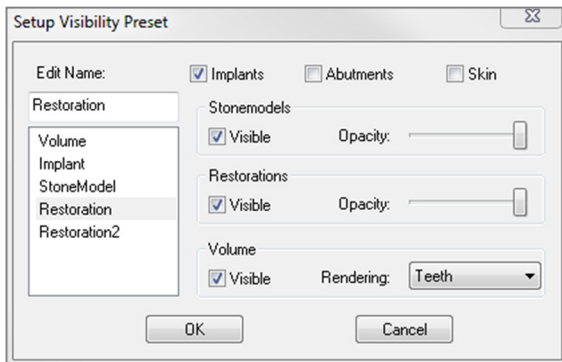 Setup Visibility Preset
Edit Name:
Implants
Abutments
Skin
Restoration
Volume
Implant
StoneModel
Restoration
Restoration2
Stonemodels
Visible
Opacity:
Restorations
Visible
Opacity:
Volume
Visible
Rendering:
Teeth
OK
Cancel